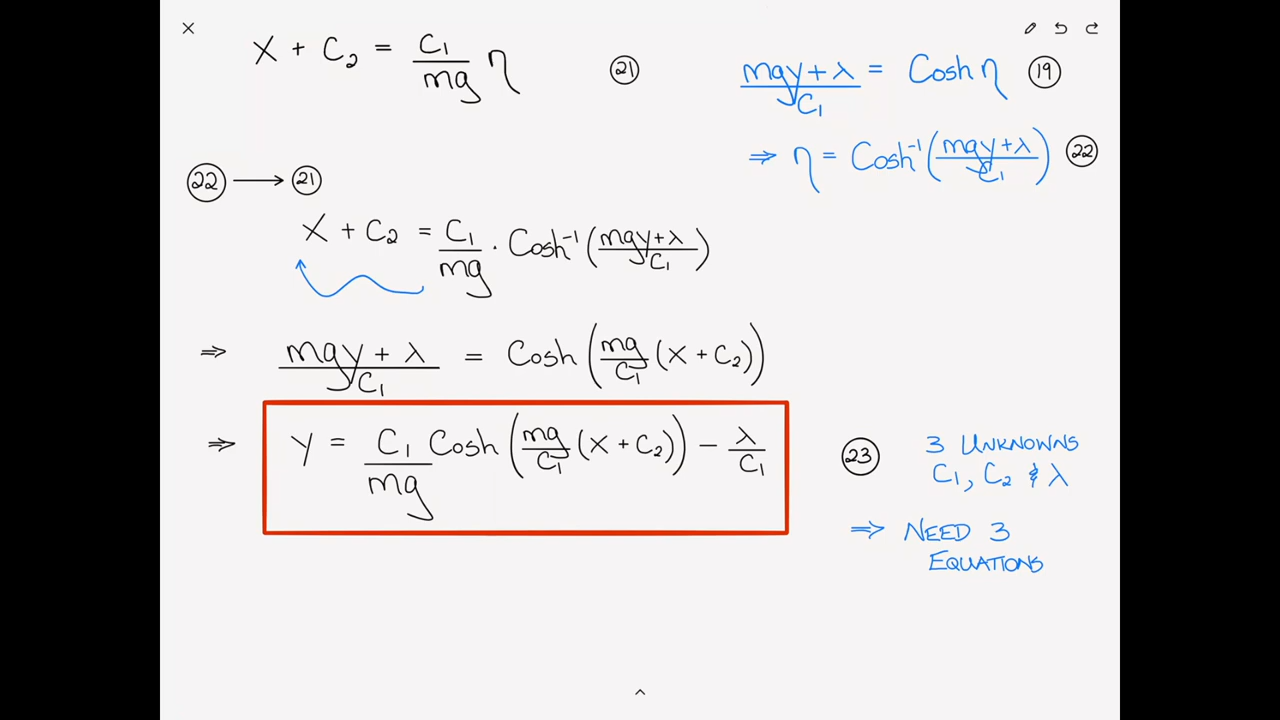 X + C₂ = C₁/mg η (21)
(mgy + λ)/C₁ = Cosh η (19)
⇒ η = Cosh⁻¹((mgy + λ)/C₁) (22)
(22) → (21)
X + C₂ = C₁/mg · Cosh⁻¹((mgy + λ)/C₁)
⇒ (mgy + λ)/C₁ = Cosh(mg/C₁ (X + C₂))
⇒ y = C₁/mg Cosh(mg/C₁ (X + C₂)) − λ/C₁ (23)
3 UNKNOWNS
C₁, C₂ & λ
⇒ NEED 3
EQUATIONS